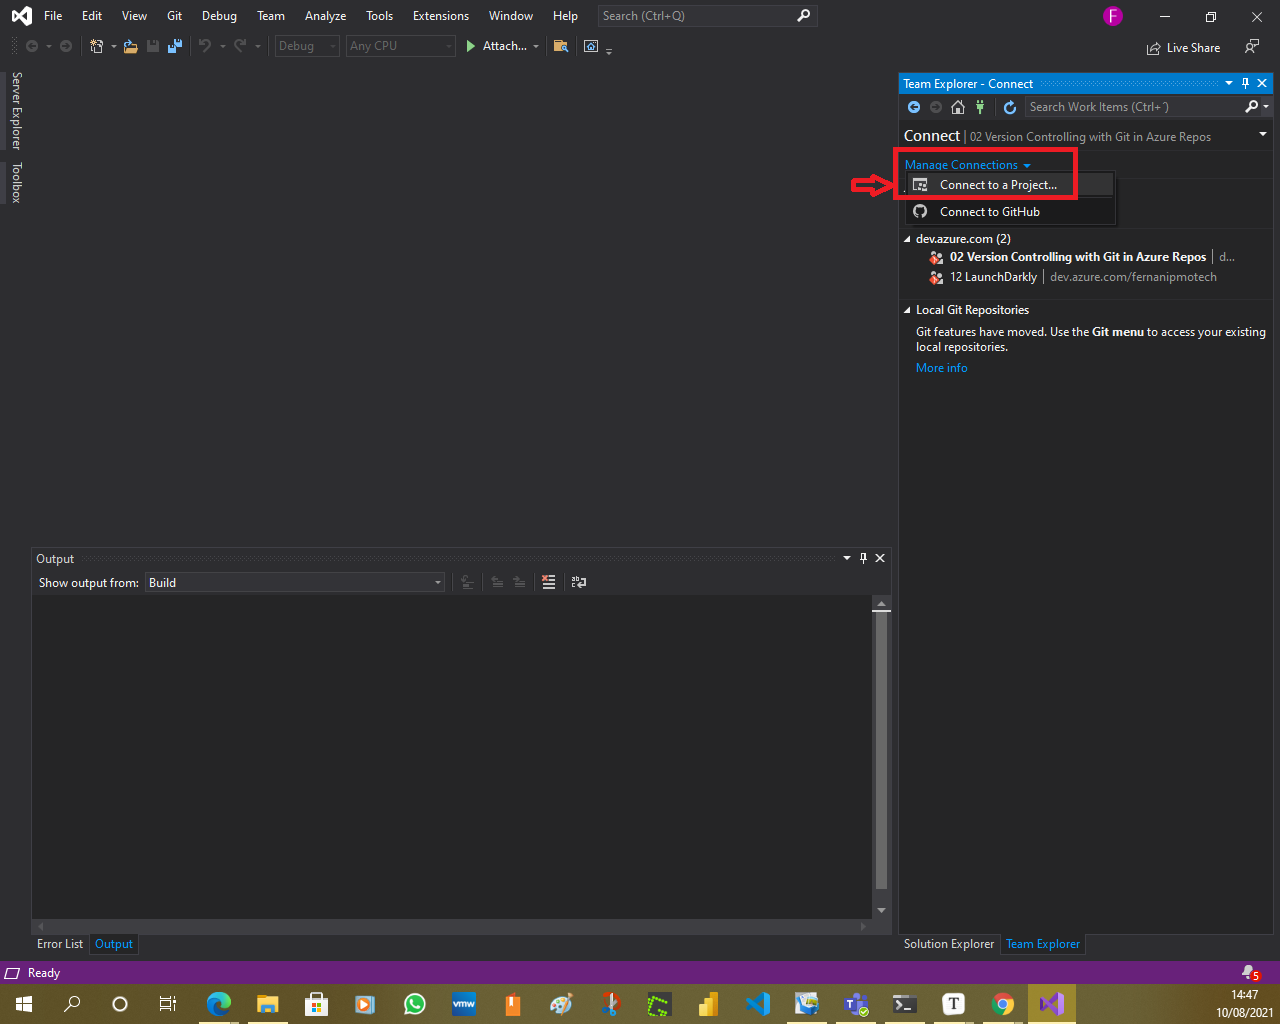 File Edit View Git Debug Team Analyze Tools Extensions Window Help Search (Ctrl+Q) F
Debug Any CPU Attach... Live Share
Server Explorer
Toolbox
Team Explorer - Connect
Search Work Items (Ctrl+´)
Connect | 02 Version Controlling with Git in Azure Repos
Manage Connections
Connect to a Project...
Connect to GitHub
dev.azure.com (2)
02 Version Controlling with Git in Azure Repos | d...
12 LaunchDarkly | dev.azure.com/fernanipmotech
Local Git Repositories
Git features have moved. Use the Git menu to access your existing
local repositories.
More info
Output
Show output from: Build
Error List Output
Solution Explorer Team Explorer
Ready 5
vmw T
14:47
10/08/2021